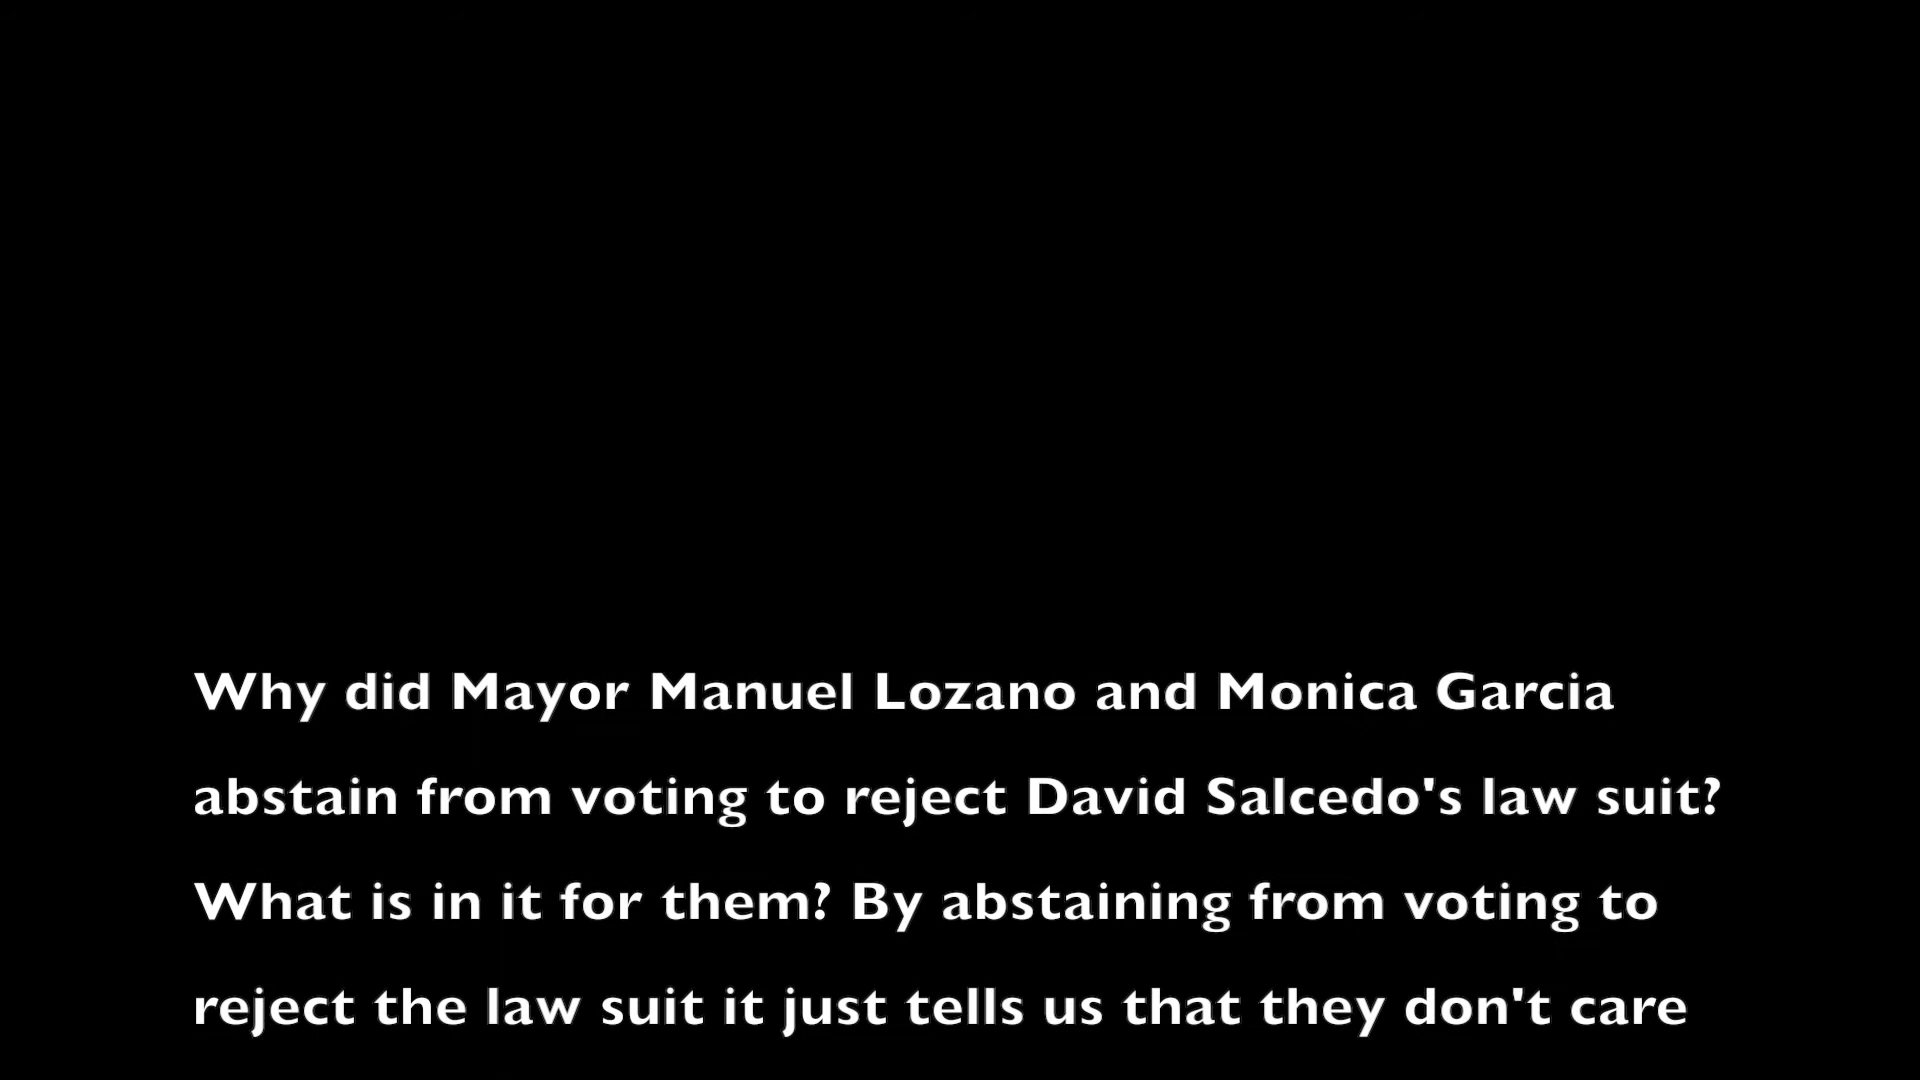 Why did Mayor Manuel Lozano and Monica Garcia
abstain from voting to reject David Salcedo's law suit?
What is in it for them? By abstaining from voting to
reject the law suit it just tells us that they don't care